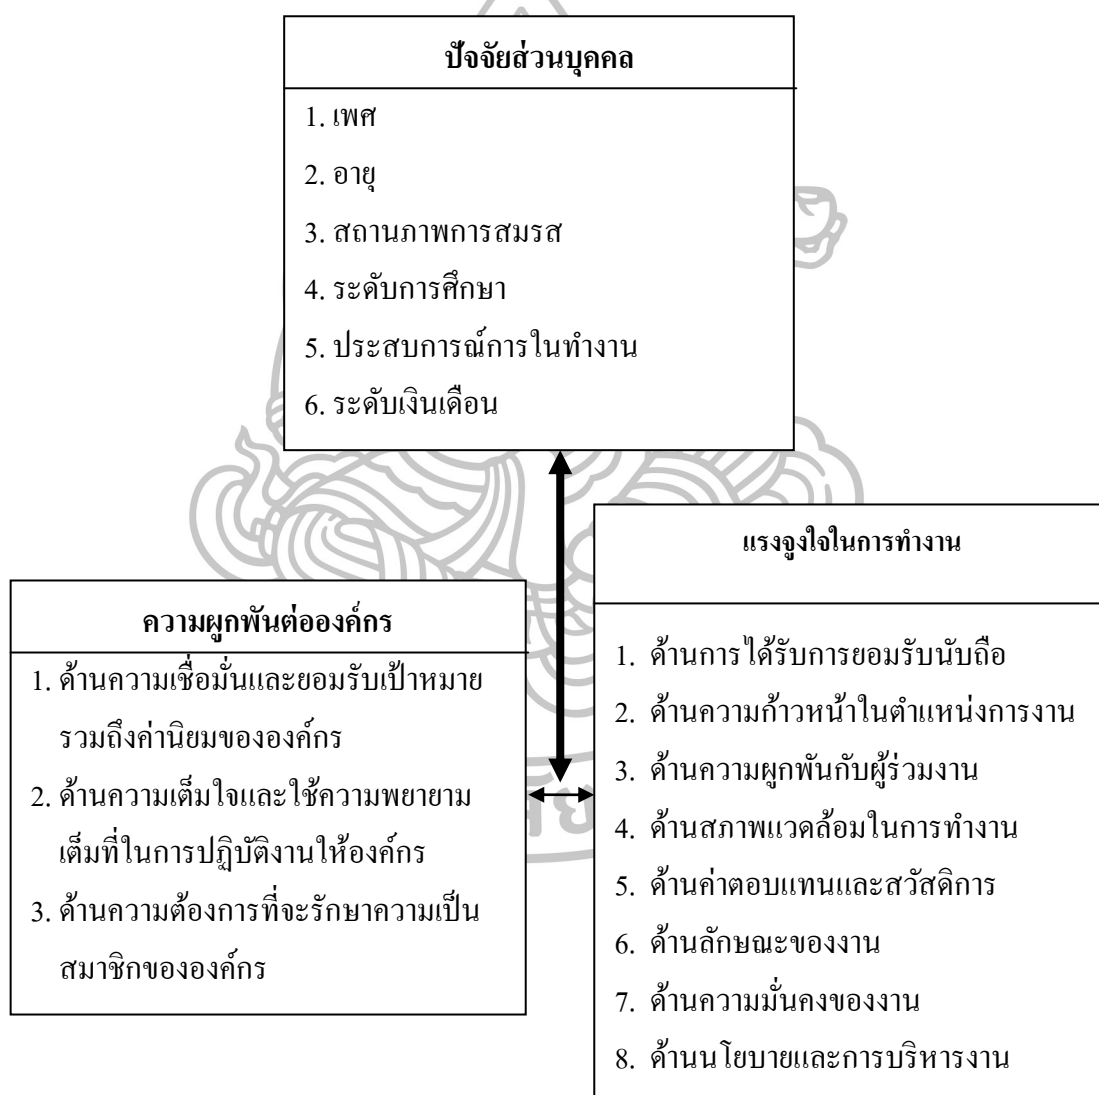 ปัจจัยส่วนบุคคล
1. เพศ
2. อายุ
3. สถานภาพการสมรส
4. ระดับการศึกษา
5. ประสบการณ์การในทำงาน
6. ระดับเงินเดือน
ความผูกพันต่อองค์กร
1. ด้านความเชื่อมั่นและยอมรับเป้าหมาย
รวมถึงค่านิยมขององค์กร
2. ด้านความเต็มใจและใช้ความพยายาม
เต็มที่ในการปฏิบัติงานให้องค์กร
3. ด้านความต้องการที่จะรักษาความเป็น
สมาชิกขององค์กร
แรงจูงใจในการทำงาน
1. ด้านการได้รับการยอมรับนับถือ
2. ด้านความก้าวหน้าในตำแหน่งการงาน
3. ด้านความผูกพันกับผู้ร่วมงาน
4. ด้านสภาพแวดล้อมในการทำงาน
5. ด้านค่าตอบแทนและสวัสดิการ
6. ด้านลักษณะของงาน
7. ด้านความมั่นคงของงาน
8. ด้านนโยบายและการบริหารงาน